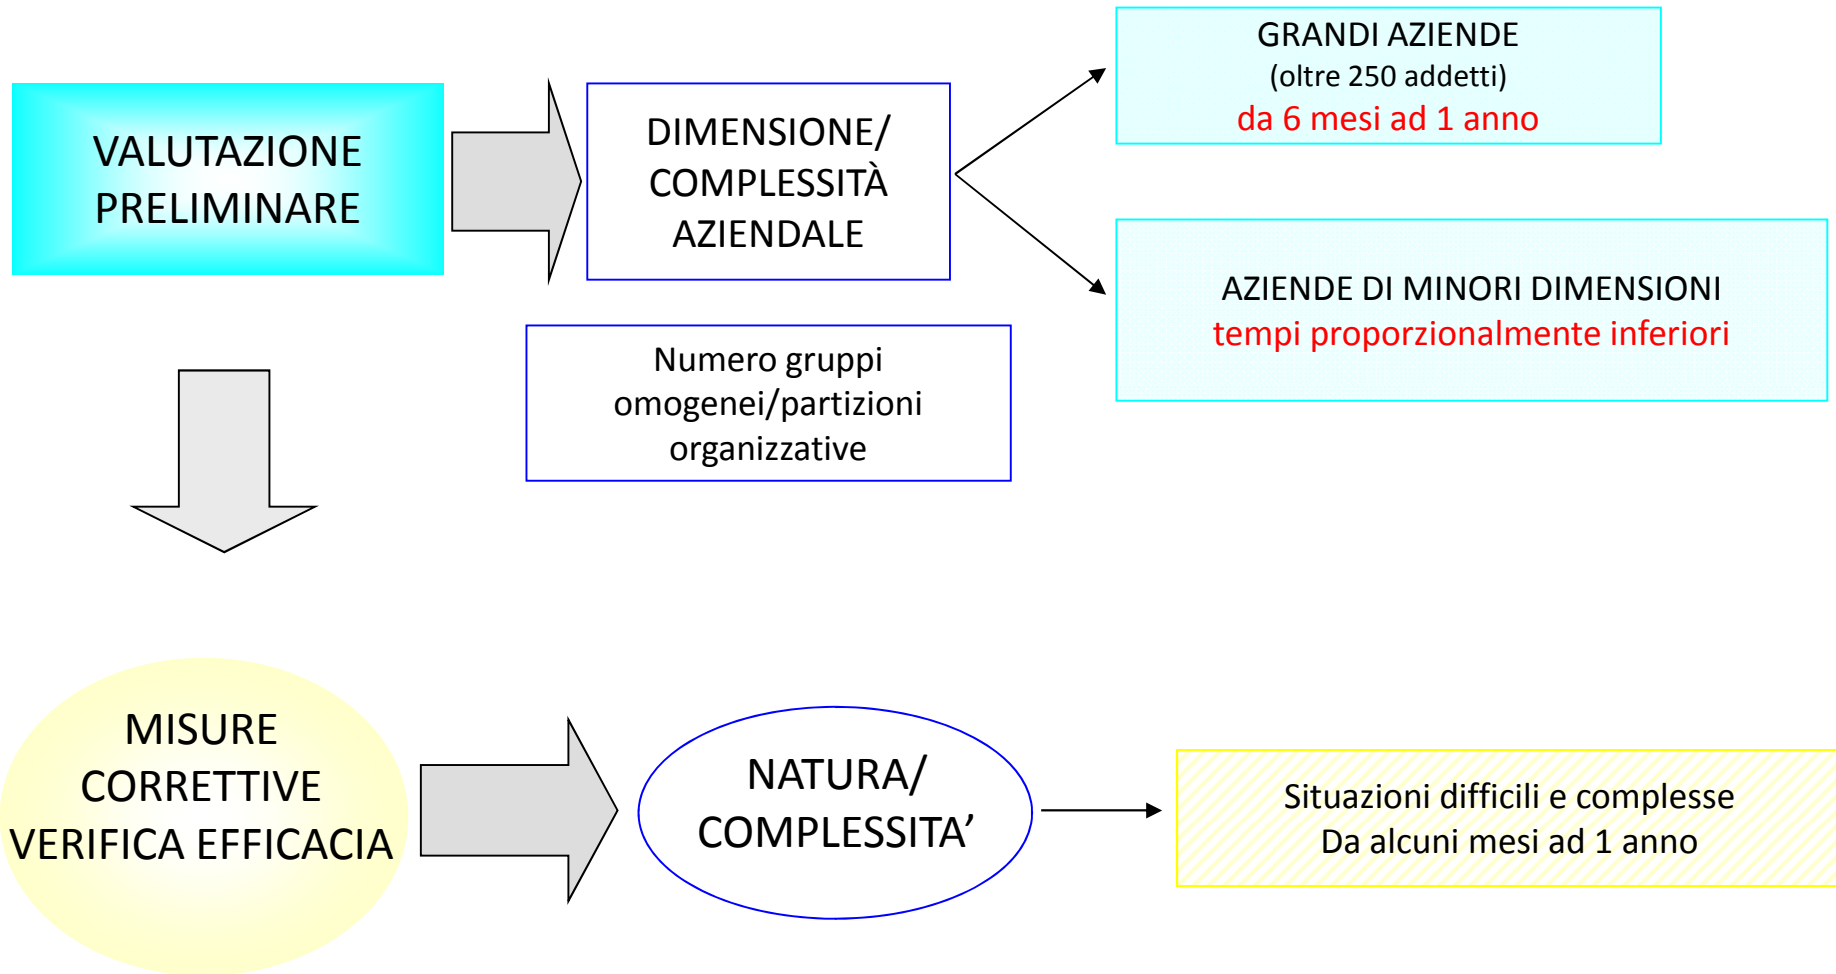 VALUTAZIONE
PRELIMINARE
DIMENSIONE/
COMPLESSITÀ
AZIENDALE
GRANDI AZIENDE
(oltre 250 addetti)
da 6 mesi ad 1 anno
AZIENDE DI MINORI DIMENSIONI
tempi proporzionalmente inferiori
Numero gruppi
omogenei/partizioni
organizzative
MISURE
CORRETTIVE
VERIFICA EFFICACIA
NATURA/
COMPLESSITA’
Situazioni difficili e complesse
Da alcuni mesi ad 1 anno